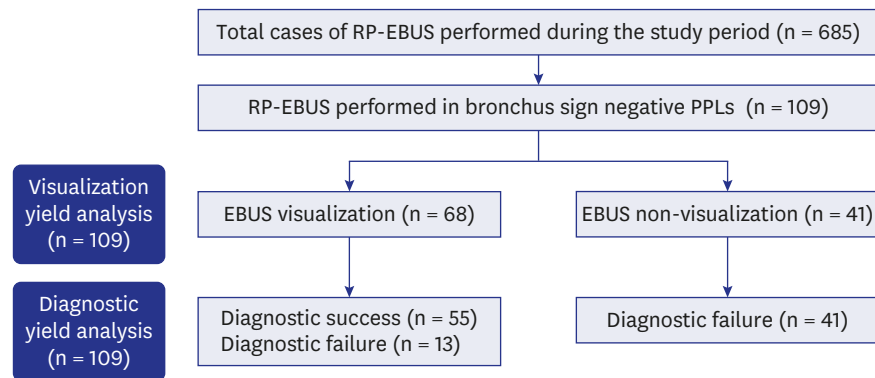 Total cases of RP-EBUS performed during the study period (n = 685)
RP-EBUS performed in bronchus sign negative PPLs (n = 109)
Visualization
yield analysis
(n = 109)
EBUS visualization (n = 68)
EBUS non-visualization (n = 41)
Diagnostic
yield analysis
(n = 109)
Diagnostic success (n = 55)
Diagnostic failure (n = 13)
Diagnostic failure (n = 41)